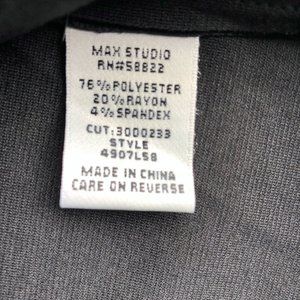 MAX STUDIO
RN#58822
76%POLYESTER
20%RAYON
4%SPANDEX
CUT:3000233
STYLE
4907L58
MADE IN CHINA
CARE ON REVERSE